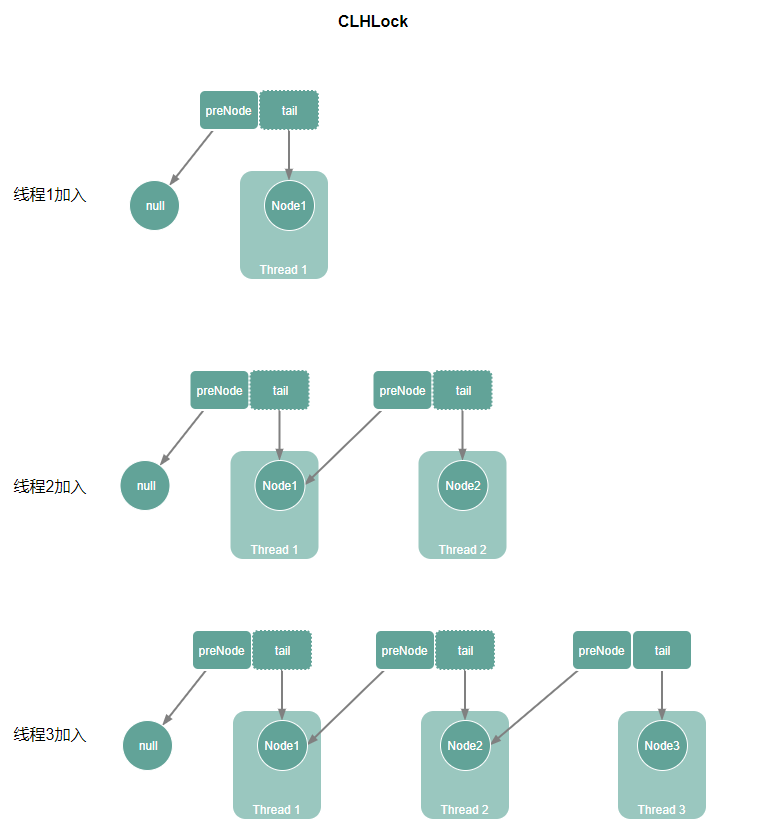 CLHLock
preNode tail
线程1加入
null
Node1
Thread 1
preNode tail preNode tail
线程2加入
null
Node1
Node2
Thread 1
Thread 2
preNode tail preNode tail preNode tail
线程3加入
null
Node1
Node2
Node3
Thread 1
Thread 2
Thread 3